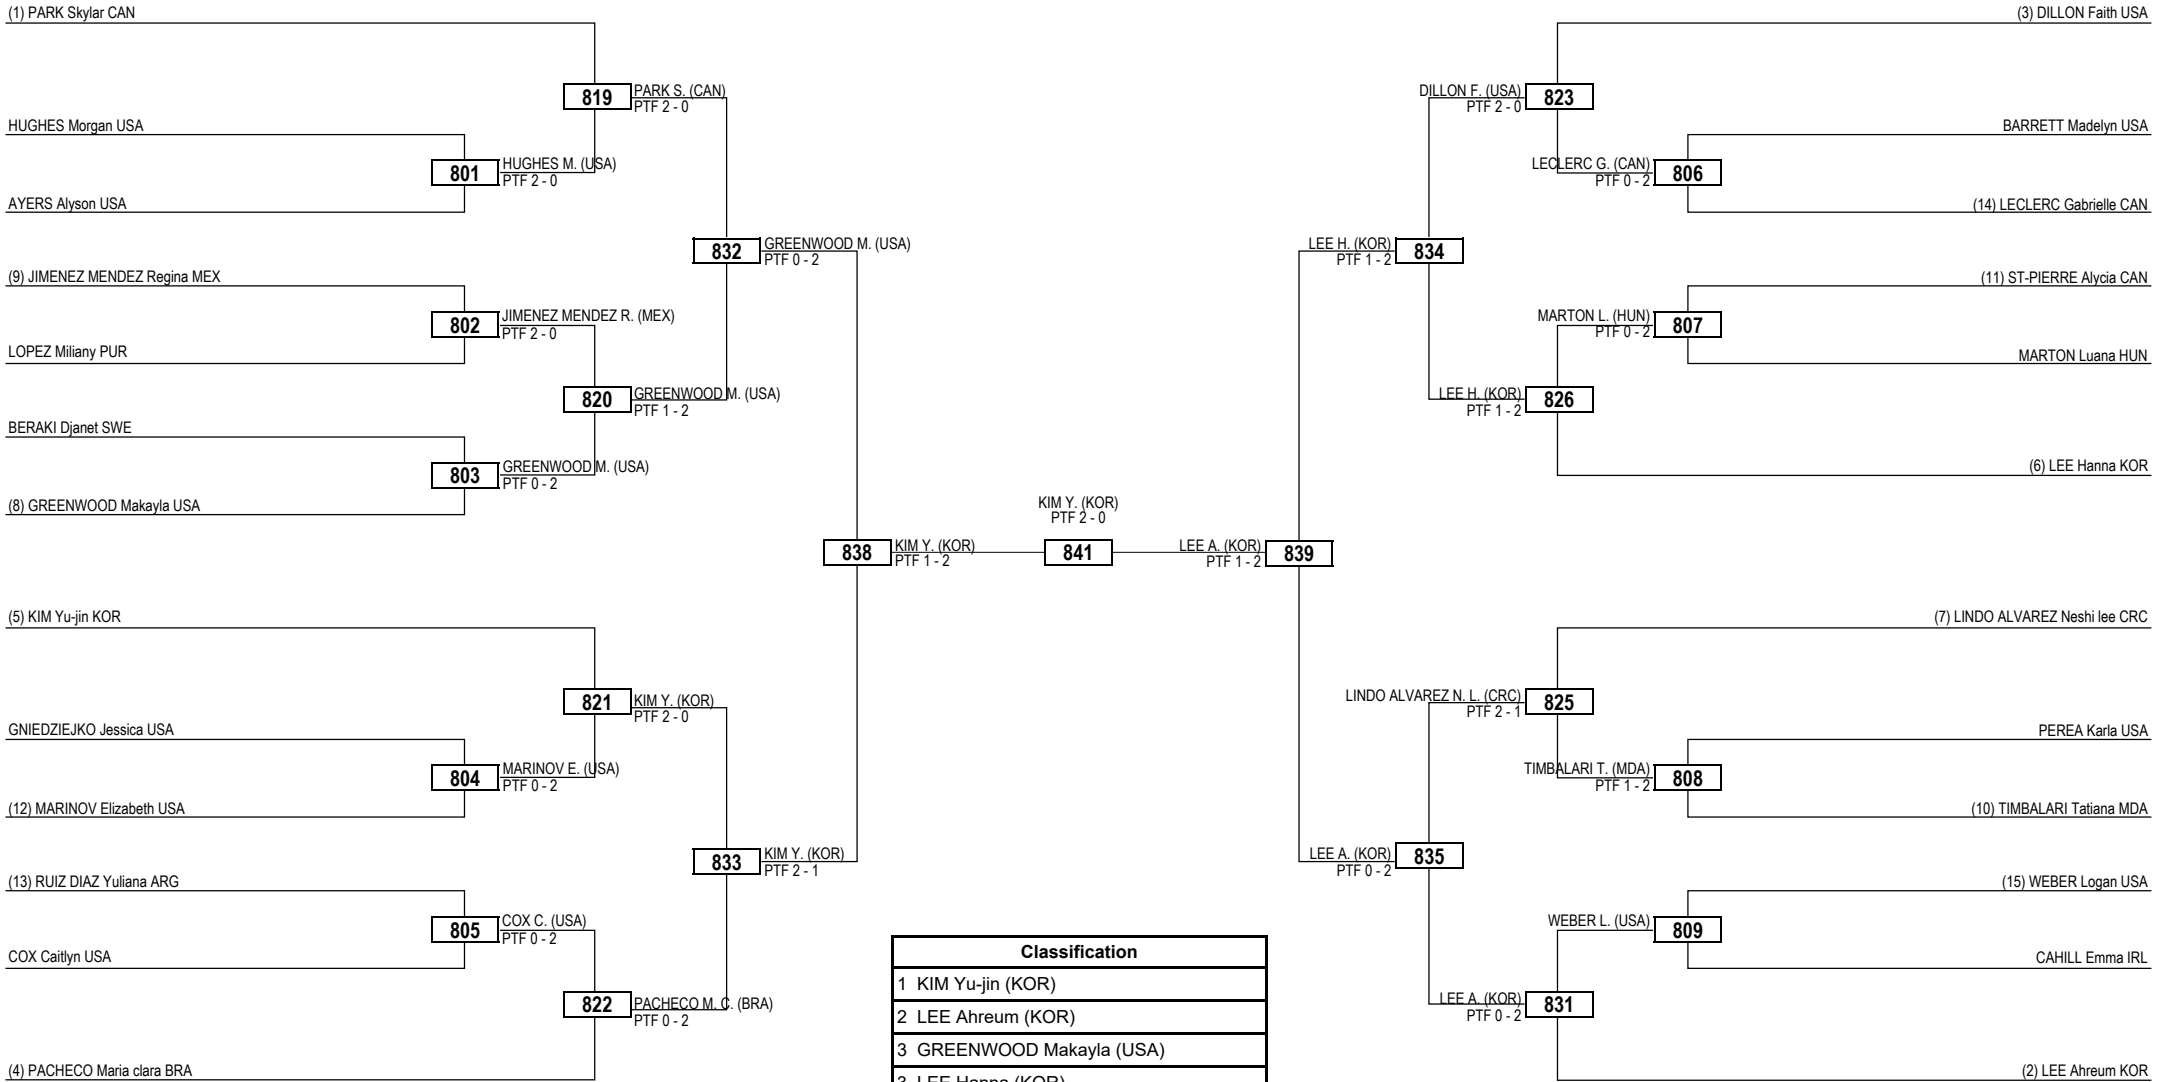 (1) PARK Skylar CAN
(3) DILLON Faith USA
819
PARK S. (CAN)
PTF 2 - 0
DILLON F. (USA)
PTF 2 - 0
823
HUGHES Morgan USA
BARRETT Madelyn USA
801
HUGHES M. (USA)
PTF 2 - 0
LECLERC G. (CAN)
PTF 0 - 2
806
AYERS Alyson USA
(14) LECLERC Gabrielle CAN
832
GREENWOOD M. (USA)
PTF 0 - 2
LEE H. (KOR)
PTF 1 - 2
834
(9) JIMENEZ MENDEZ Regina MEX
(11) ST-PIERRE Alycia CAN
802
JIMENEZ MENDEZ R. (MEX)
PTF 2 - 0
MARTON L. (HUN)
PTF 0 - 2
807
LOPEZ Miliany PUR
MARTON Luana HUN
820
GREENWOOD M. (USA)
PTF 1 - 2
LEE H. (KOR)
PTF 1 - 2
826
BERAKI Djanet SWE
803
GREENWOOD M. (USA)
PTF 0 - 2
(6) LEE Hanna KOR
(8) GREENWOOD Makayla USA
KIM Y. (KOR)
PTF 2 - 0
838
KIM Y. (KOR)
PTF 1 - 2
841
LEE A. (KOR)
PTF 1 - 2
839
(5) KIM Yu-jin KOR
(7) LINDO ALVAREZ Neshi lee CRC
821
KIM Y. (KOR)
PTF 2 - 0
LINDO ALVAREZ N. L. (CRC)
PTF 2 - 1
825
GNIEDZIEJKO Jessica USA
PEREA Karla USA
804
MARINOV E. (USA)
PTF 0 - 2
TIMBALARI T. (MDA)
PTF 1 - 2
808
(12) MARINOV Elizabeth USA
(10) TIMBALARI Tatiana MDA
833
KIM Y. (KOR)
PTF 2 - 1
LEE A. (KOR)
PTF 0 - 2
835
(13) RUIZ DIAZ Yuliana ARG
(15) WEBER Logan USA
805
COX C. (USA)
PTF 0 - 2
WEBER L. (USA)
809
COX Caitlyn USA
CAHILL Emma IRL
822
PACHECO M. C. (BRA)
PTF 0 - 2
LEE A. (KOR)
PTF 0 - 2
831
(4) PACHECO Maria clara BRA
(2) LEE Ahreum KOR
Classification
1 KIM Yu-jin (KOR)
2 LEE Ahreum (KOR)
3 GREENWOOD Makayla (USA)
3 LEE Hanna (KOR)